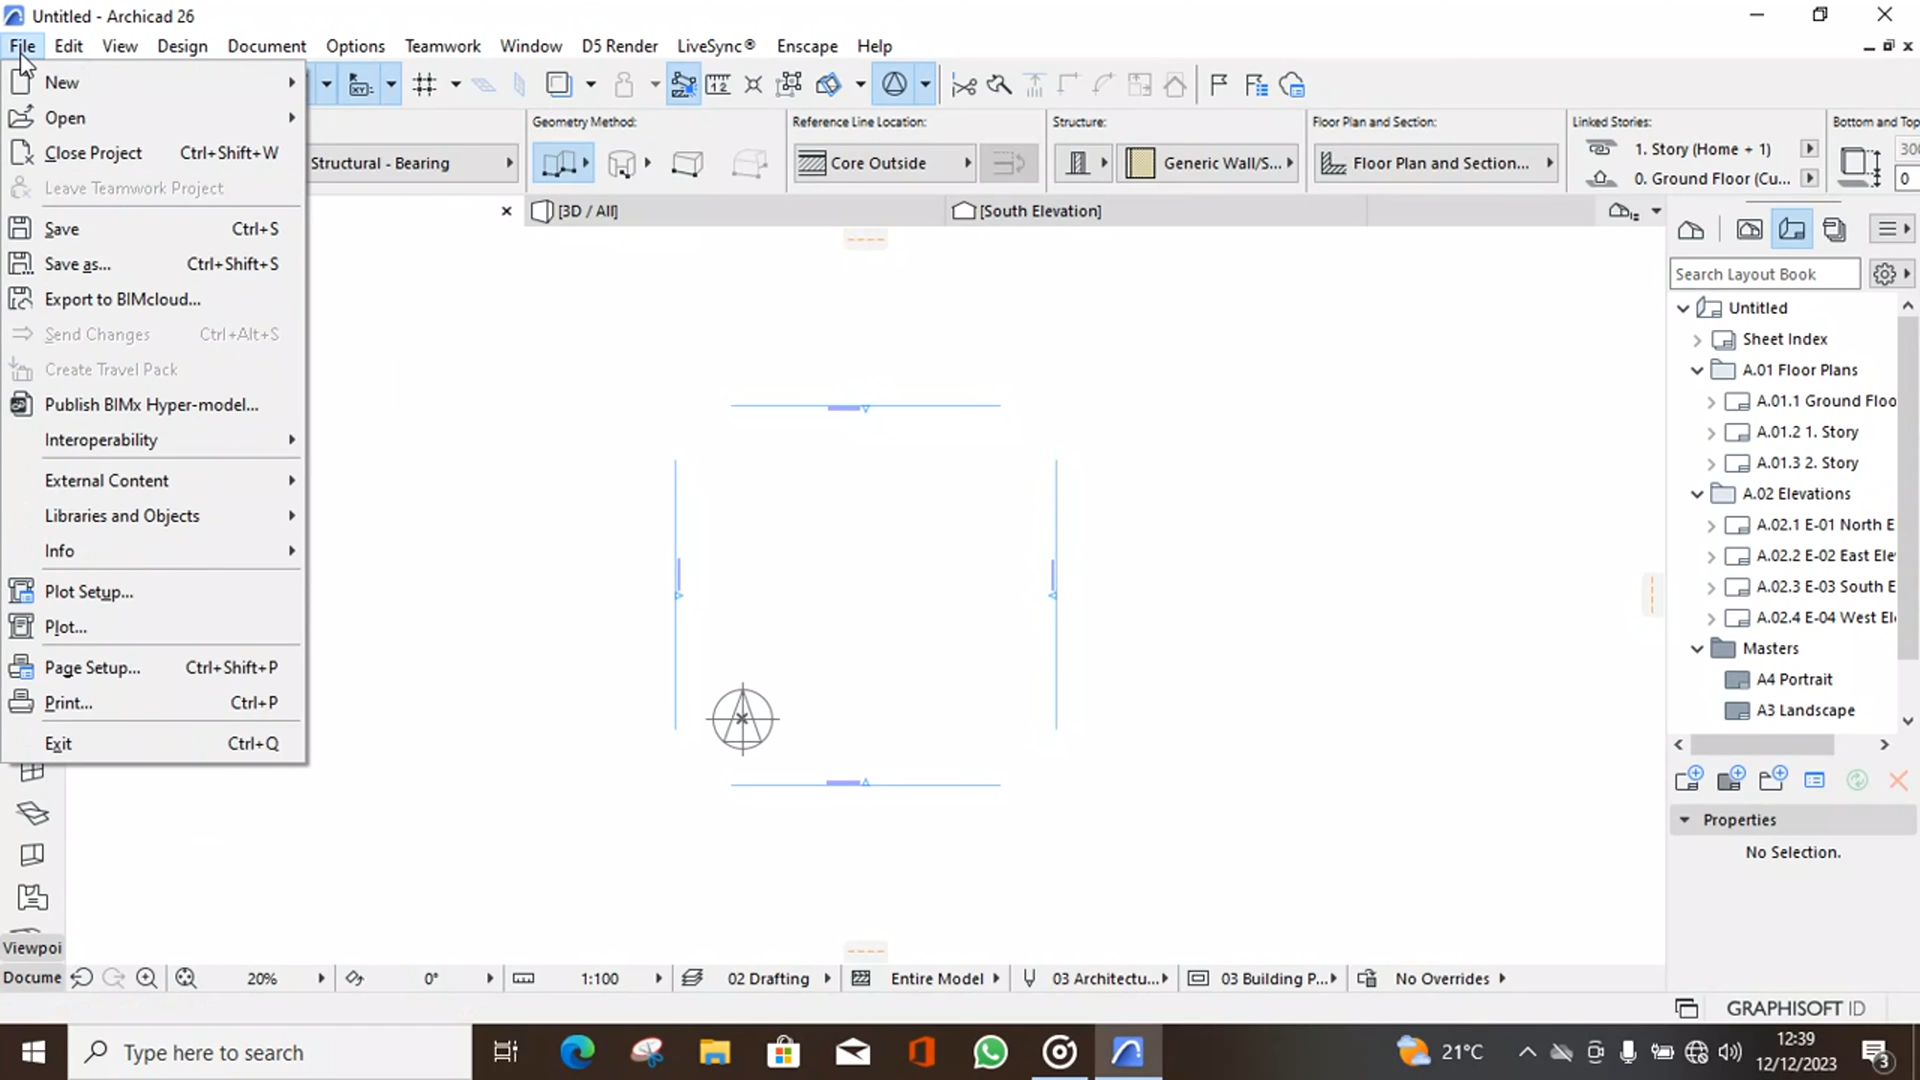 Untitled - Archicad 26
File Edit View Design Document Options Teamwork Window D5 Render LiveSync® Enscape Help
New
Open
Close Project Ctrl+Shift+W
Leave Teamwork Project
Save Ctrl+S
Save as... Ctrl+Shift+S
Export to BIMcloud...
Send Changes Ctrl+Alt+S
Create Travel Pack
Publish BIMx Hyper-model...
Interoperability
External Content
Libraries and Objects
Info
Plot Setup...
Plot...
Page Setup... Ctrl+Shift+P
Print... Ctrl+P
Exit Ctrl+Q
Structural - Bearing
Geometry Method:
Reference Line Location:
Core Outside
Structure:
Generic Wall/S...
Floor Plan and Section:
Floor Plan and Section...
Linked Stories:
1. Story (Home + 1)
0. Ground Floor (Cu...
Bottom and Top
300
0
[3D / All]
[South Elevation]
Search Layout Book
Untitled
Sheet Index
A.01 Floor Plans
A.01.1 Ground Floo
A.01.2 1. Story
A.01.3 2. Story
A.02 Elevations
A.02.1 E-01 North E
A.02.2 E-02 East Ele
A.02.3 E-03 South E
A.02.4 E-04 West Ele
Masters
A4 Portrait
A3 Landscape
Properties
No Selection.
Viewpoi
Docume
20% 0° 1:100 02 Drafting Entire Model 03 Architectu... 03 Building P... No Overrides
GRAPHISOFT ID
Type here to search
21°C
12:39
12/12/2023
3